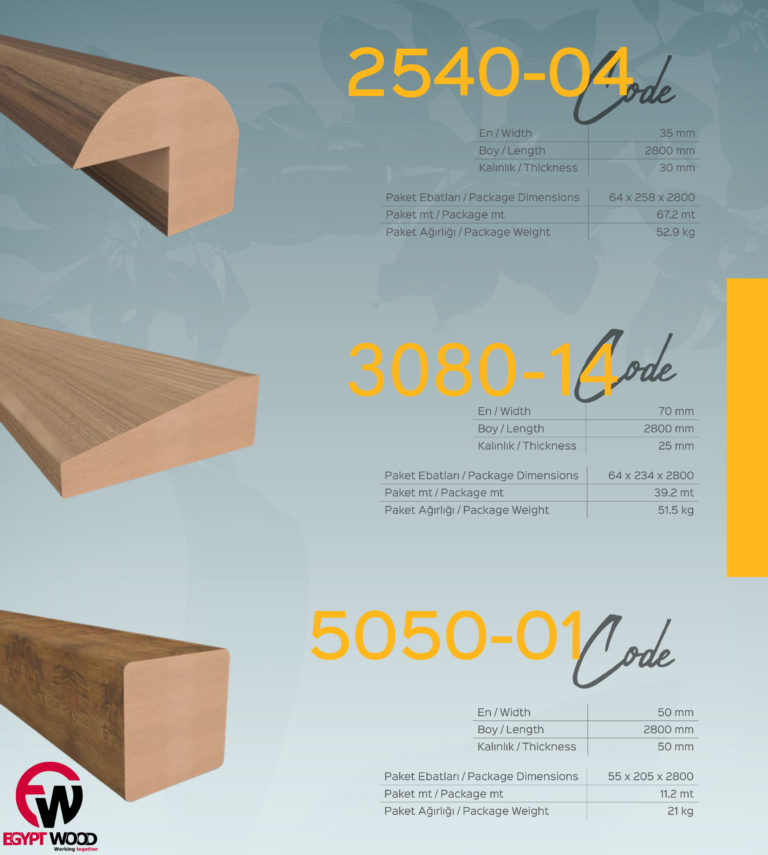 2540-04 Code
En / Width 35 mm
Boy / Length 2800 mm
Kalınlık / Thickness 30 mm
Paket Ebatları / Package Dimensions 64 x 258 x 2800
Paket mt / Package mt 67.2 mt
Paket Ağırlığı / Package Weight 52.9 kg
3080-14 Code
En / Width 70 mm
Boy / Length 2800 mm
Kalınlık / Thickness 25 mm
Paket Ebatları / Package Dimensions 64 x 234 x 2800
Paket mt / Package mt 39.2 mt
Paket Ağırlığı / Package Weight 51.5 kg
5050-01 Code
En / Width 50 mm
Boy / Length 2800 mm
Kalınlık / Thickness 50 mm
Paket Ebatları / Package Dimensions 55 x 205 x 2800
Paket mt / Package mt 11.2 mt
Paket Ağırlığı / Package Weight 21 kg
EGYPT WOOD
Working together